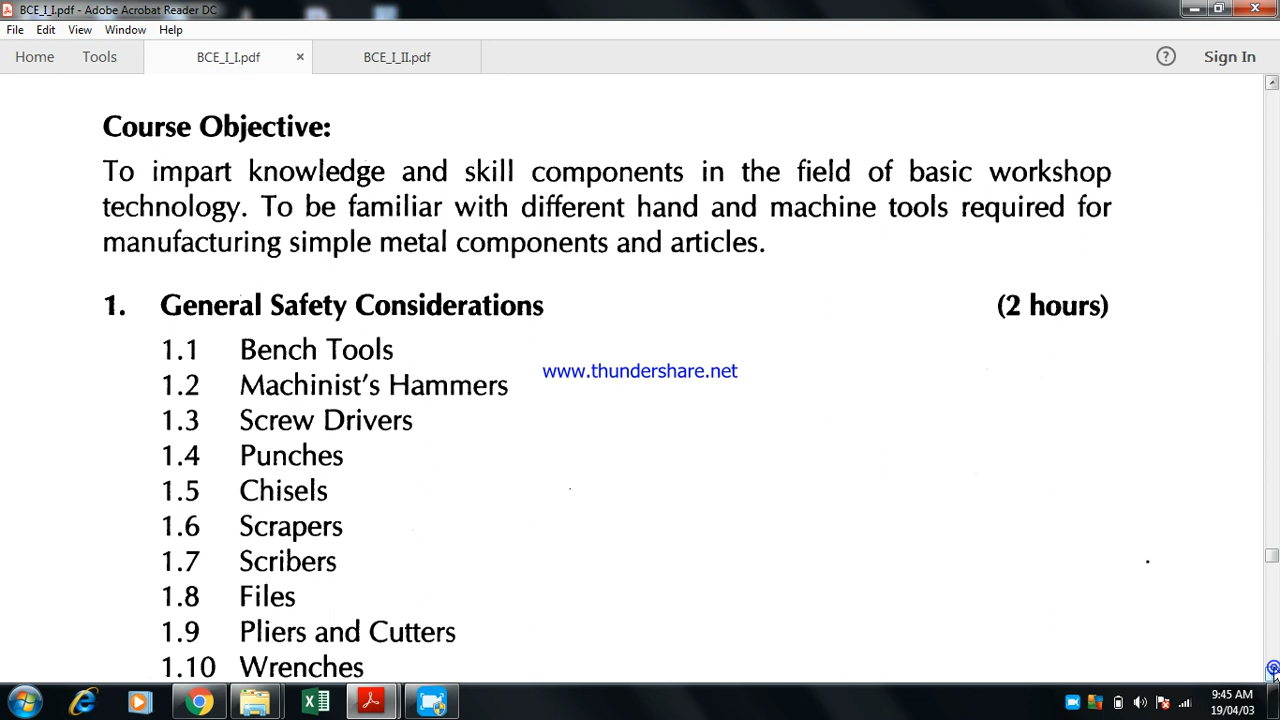 BCE_I_I.pdf - Adobe Acrobat Reader DC
File Edit View Window Help
Home Tools BCE_I_I.pdf × BCE_I_II.pdf ? Sign In
Course Objective:
To impart knowledge and skill components in the field of basic workshop
technology. To be familiar with different hand and machine tools required for
manufacturing simple metal components and articles.
1. General Safety Considerations (2 hours)
1.1 Bench Tools
www.thundershare.net
1.2 Machinist's Hammers
1.3 Screw Drivers
1.4 Punches
1.5 Chisels
1.6 Scrapers
1.7 Scribers
1.8 Files
1.9 Pliers and Cutters
1.10 Wrenches
9:45 AM
19/04/03